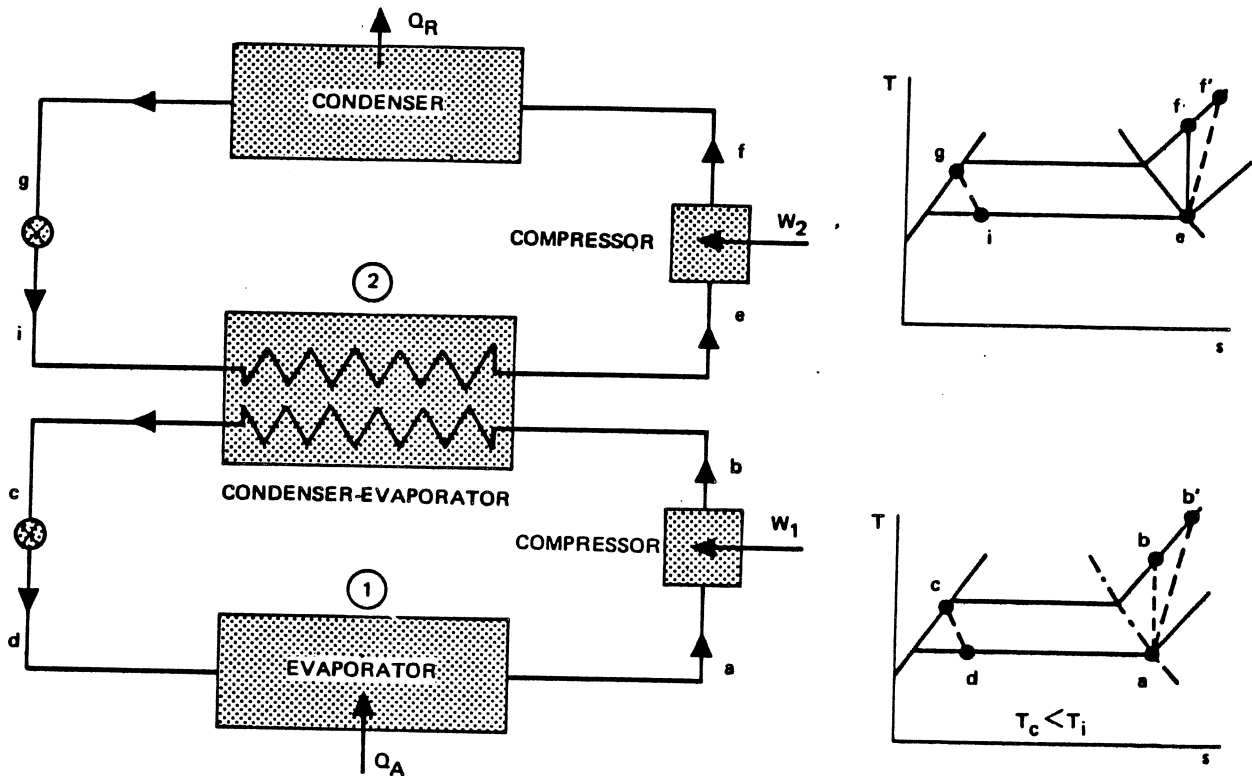 Q_R
CONDENSER
g
f
COMPRESSOR
W_2
2
i
e
CONDENSER-EVAPORATOR
c
b
COMPRESSOR
W_1
1
d
a
EVAPORATOR
Q_A
T
f'
f
g
i
e
s
T
b'
b
c
d
a
T_c < T_i
s